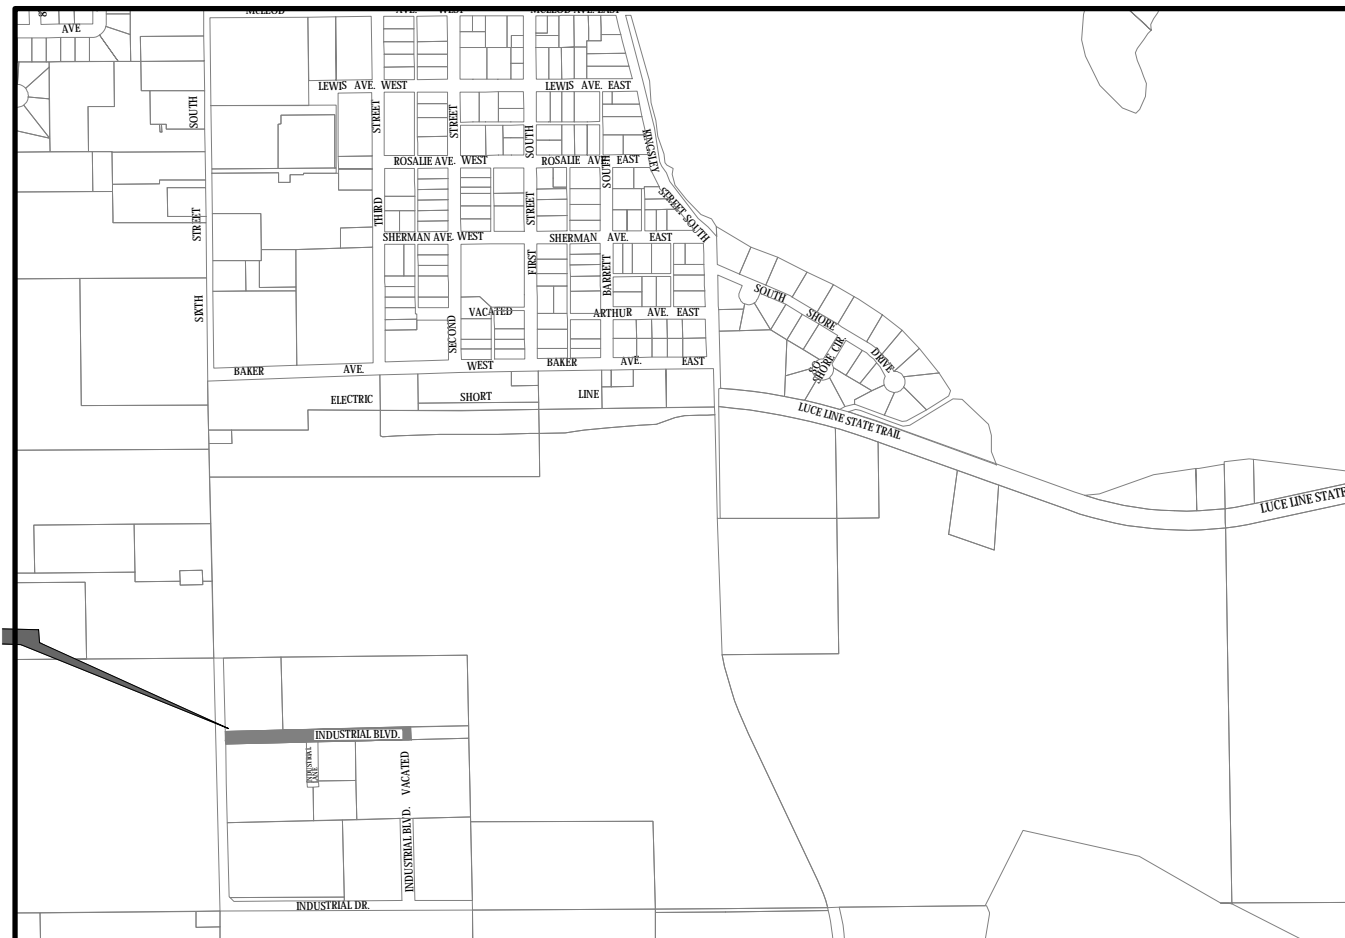 McLEOD AVE. WEST McLEOD AVE. EAST
AVE
LEWIS AVE. WEST
LEWIS AVE. EAST
SOUTH
STREET
SIXTH
STREET
THIRD
STREET
SECOND
SOUTH
STREET
FIRST
SOUTH
BARRETT
KINGSLEY
STREET SOUTH
ROSALIE AVE. WEST
ROSALIE AVE EAST
SHERMAN AVE. WEST
SHERMAN AVE. EAST
VACATED
ARTHUR AVE. EAST
BAKER AVE. WEST BAKER AVE. EAST
ELECTRIC SHORT LINE
SOUTH SHORE DRIVE
SO.
SHORE CIR.
LUCE LINE STATE TRAIL
LUCE LINE STATE
INDUSTRIAL BLVD.
INDUSTRIAL
LANE
INDUSTRIAL BLVD. VACATED
INDUSTRIAL DR.